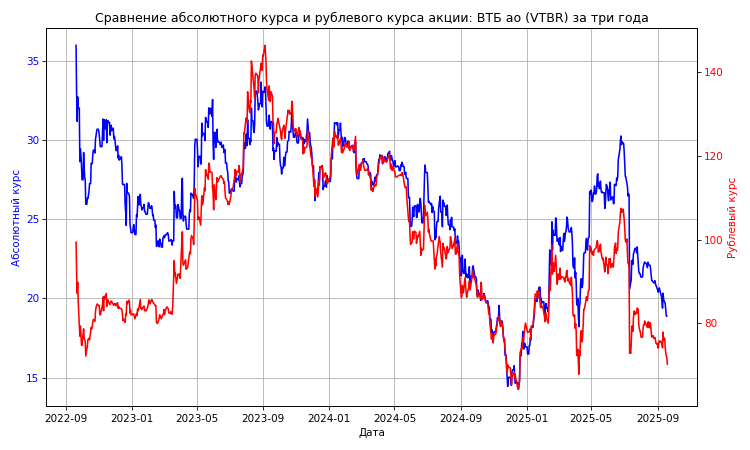 Сравнение абсолютного курса и рублевого курса акции: ВТБ ао (VTBR) за три года
Абсолютный курс
35
30
25
20
15
140
120
100
80
Рублевый курс
2022-09 2023-01 2023-05 2023-09 2024-01 2024-05 2024-09 2025-01 2025-05 2025-09
Дата